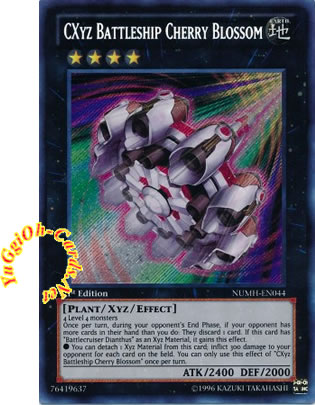 CXyz Battleship Cherry Blossom
EARTH
地
YuGgiOh-Cards.Net
1st Edition
NUMH-EN044
[Plant/Xyz/Effect]
4 Level 4 monsters
Once per turn, during your opponent's End Phase, if your opponent has
more cards in their hand than you do: They discard 1 card. If this card has
"Battlecruiser Dianthus" as an Xyz Material, it gains this effect.
● You can detach 1 Xyz Material from this card; inflict 300 damage to your
opponent for each card on the field. You can only use this effect of "CXyz
Battleship Cherry Blossom" once per turn.
ATK/2400 DEF/2000
76419637
©1996 KAZUKI TAKAHASHI